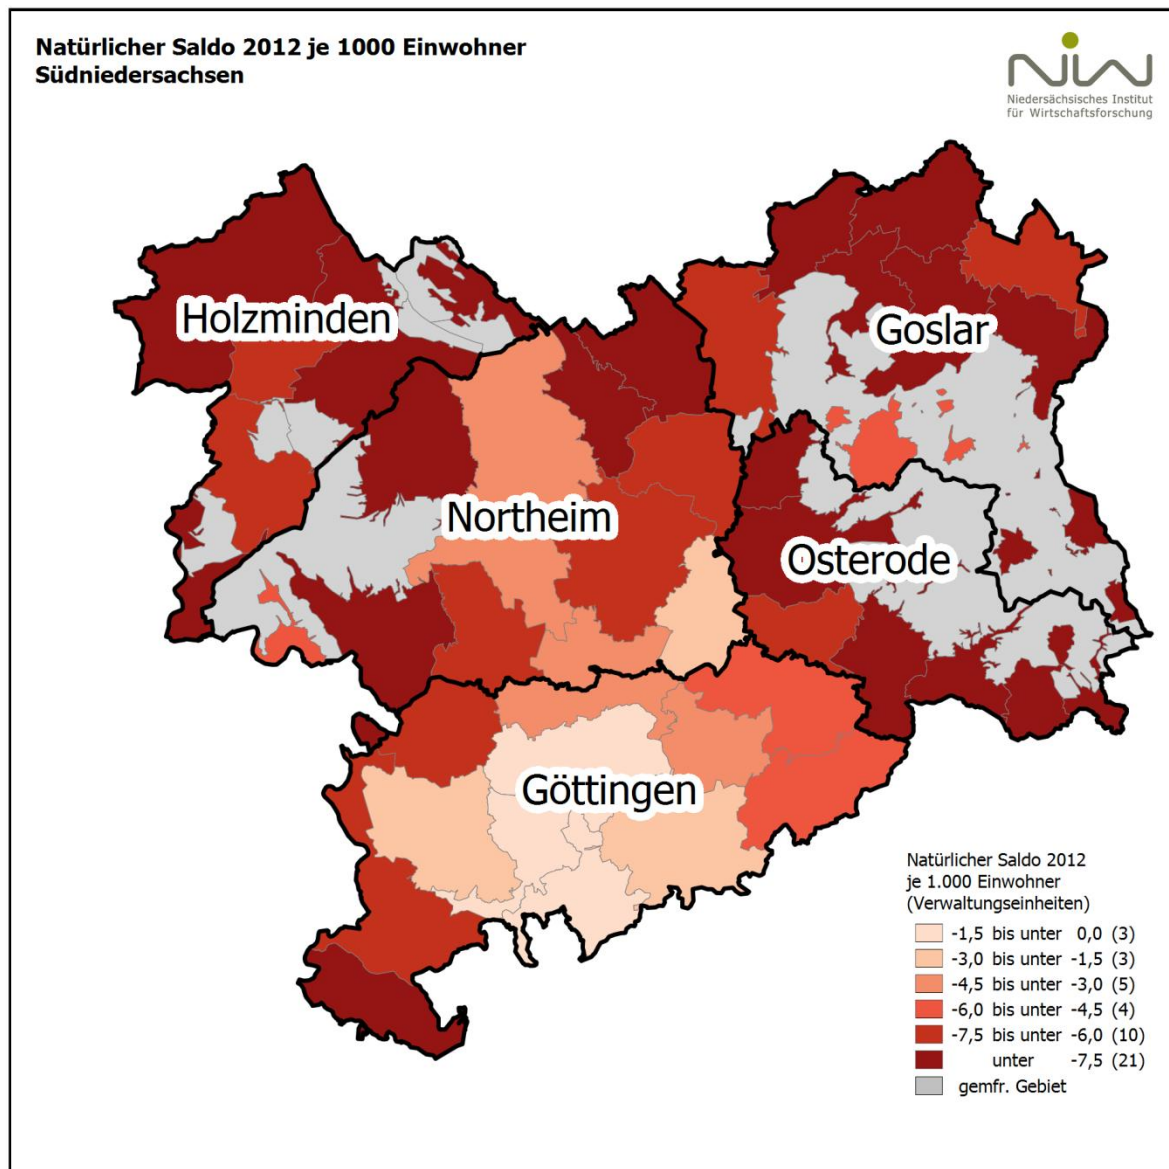 Natürlicher Saldo 2012 je 1000 Einwohner
Südniedersachsen
NIW
Niedersächsisches Institut
für Wirtschaftsforschung
Holzminden
Goslar
Northeim
Osterode
Göttingen
Natürlicher Saldo 2012
je 1.000 Einwohner
(Verwaltungseinheiten)
-1,5 bis unter 0,0 (3)
-3,0 bis unter -1,5 (3)
-4,5 bis unter -3,0 (5)
-6,0 bis unter -4,5 (4)
-7,5 bis unter -6,0 (10)
unter -7,5 (21)
gemfr. Gebiet